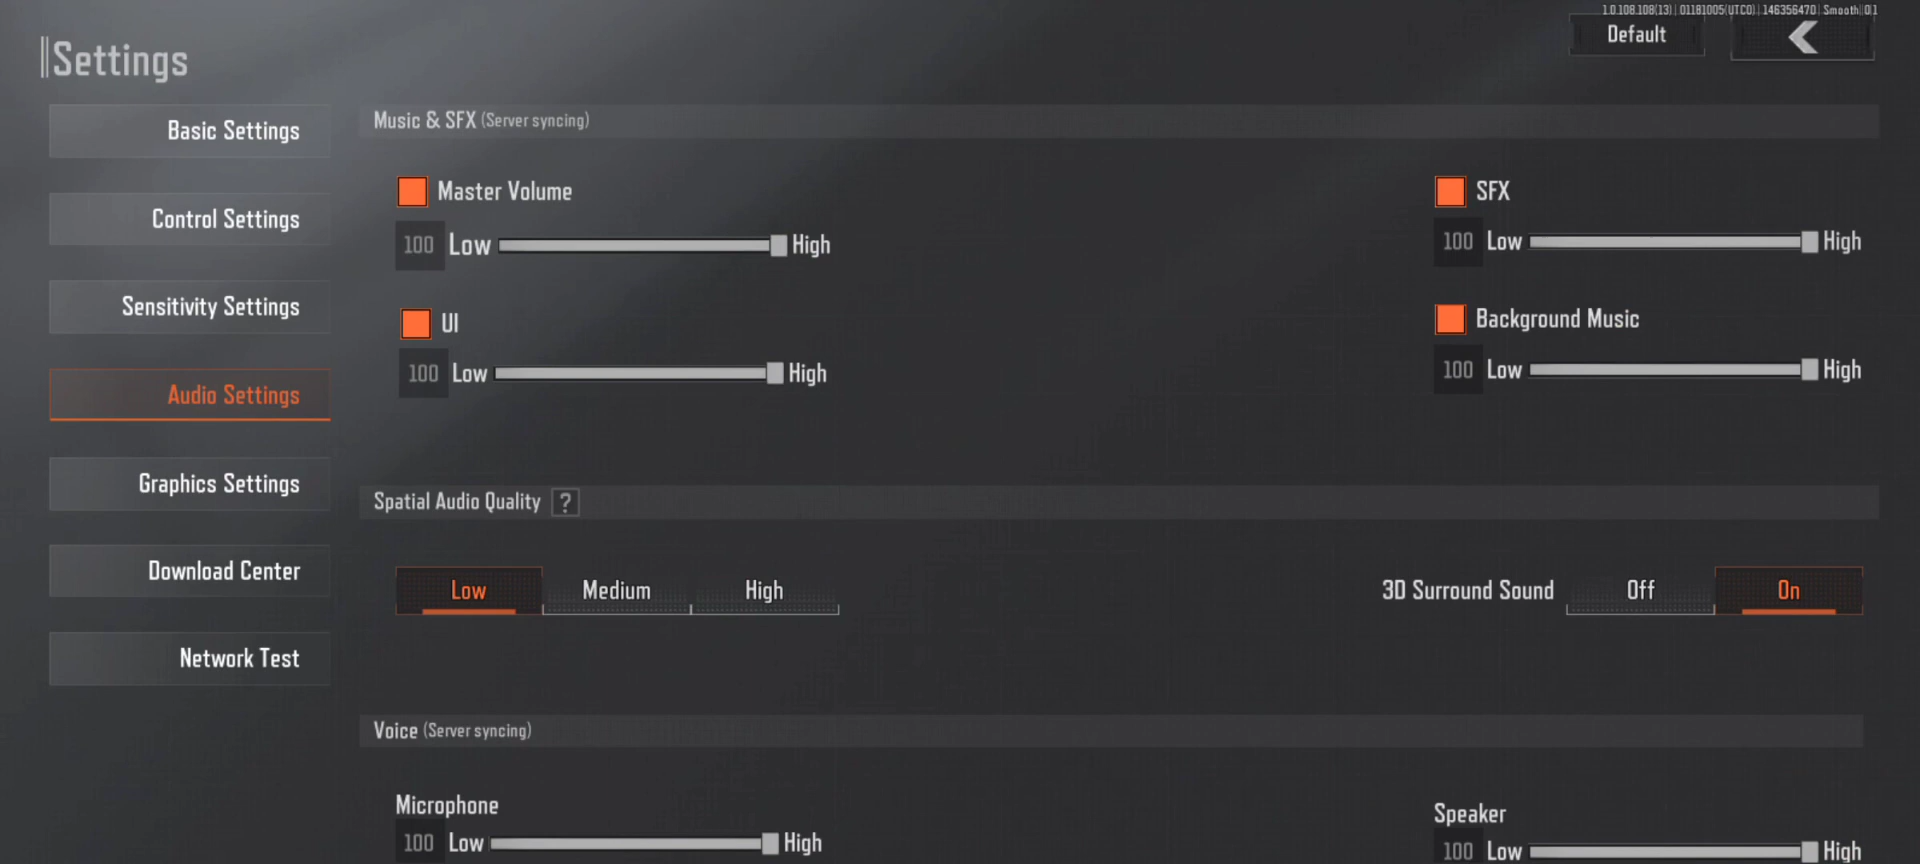 1.0.108.108(13) | 01181005(UTC0) | 146356470 | Smooth | 0|1
Settings
Default
Basic Settings
Control Settings
Sensitivity Settings
Audio Settings
Graphics Settings
Download Center
Network Test
Music & SFX (Server syncing)
Master Volume
100 Low High
SFX
100 Low High
UI
100 Low High
Background Music
100 Low High
Spatial Audio Quality ?
Low Medium High
3D Surround Sound Off On
Voice (Server syncing)
Microphone
100 Low High
Speaker
100 Low High